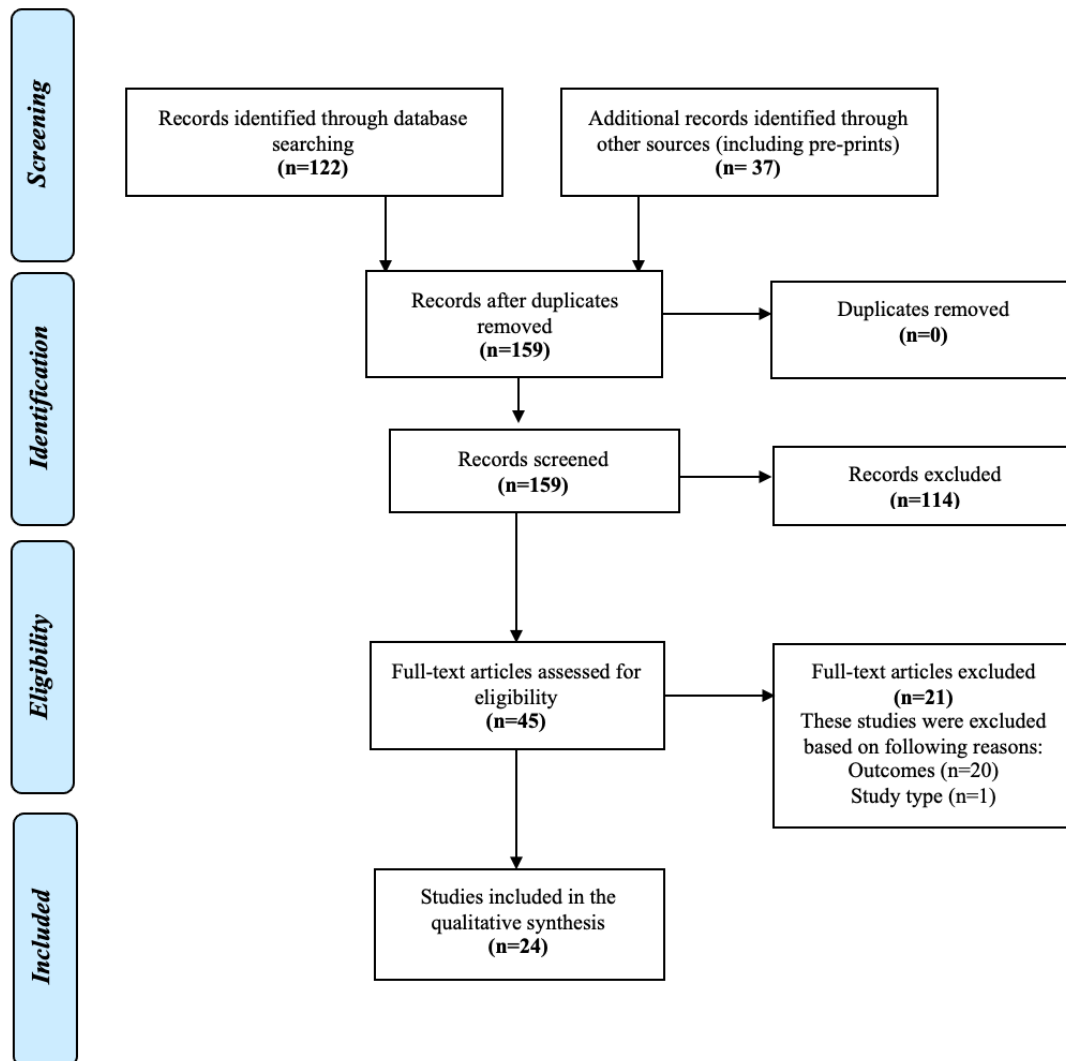 Screening
Records identified through database
searching
(n=122)
Additional records identified through
other sources (including pre-prints)
(n= 37)
Identification
Records after duplicates
removed
(n=159)
Duplicates removed
(n=0)
Records screened
(n=159)
Records excluded
(n=114)
Eligibility
Full-text articles assessed for
eligibility
(n=45)
Full-text articles excluded
(n=21)
These studies were excluded
based on following reasons:
Outcomes (n=20)
Study type (n=1)
Included
Studies included in the
qualitative synthesis
(n=24)